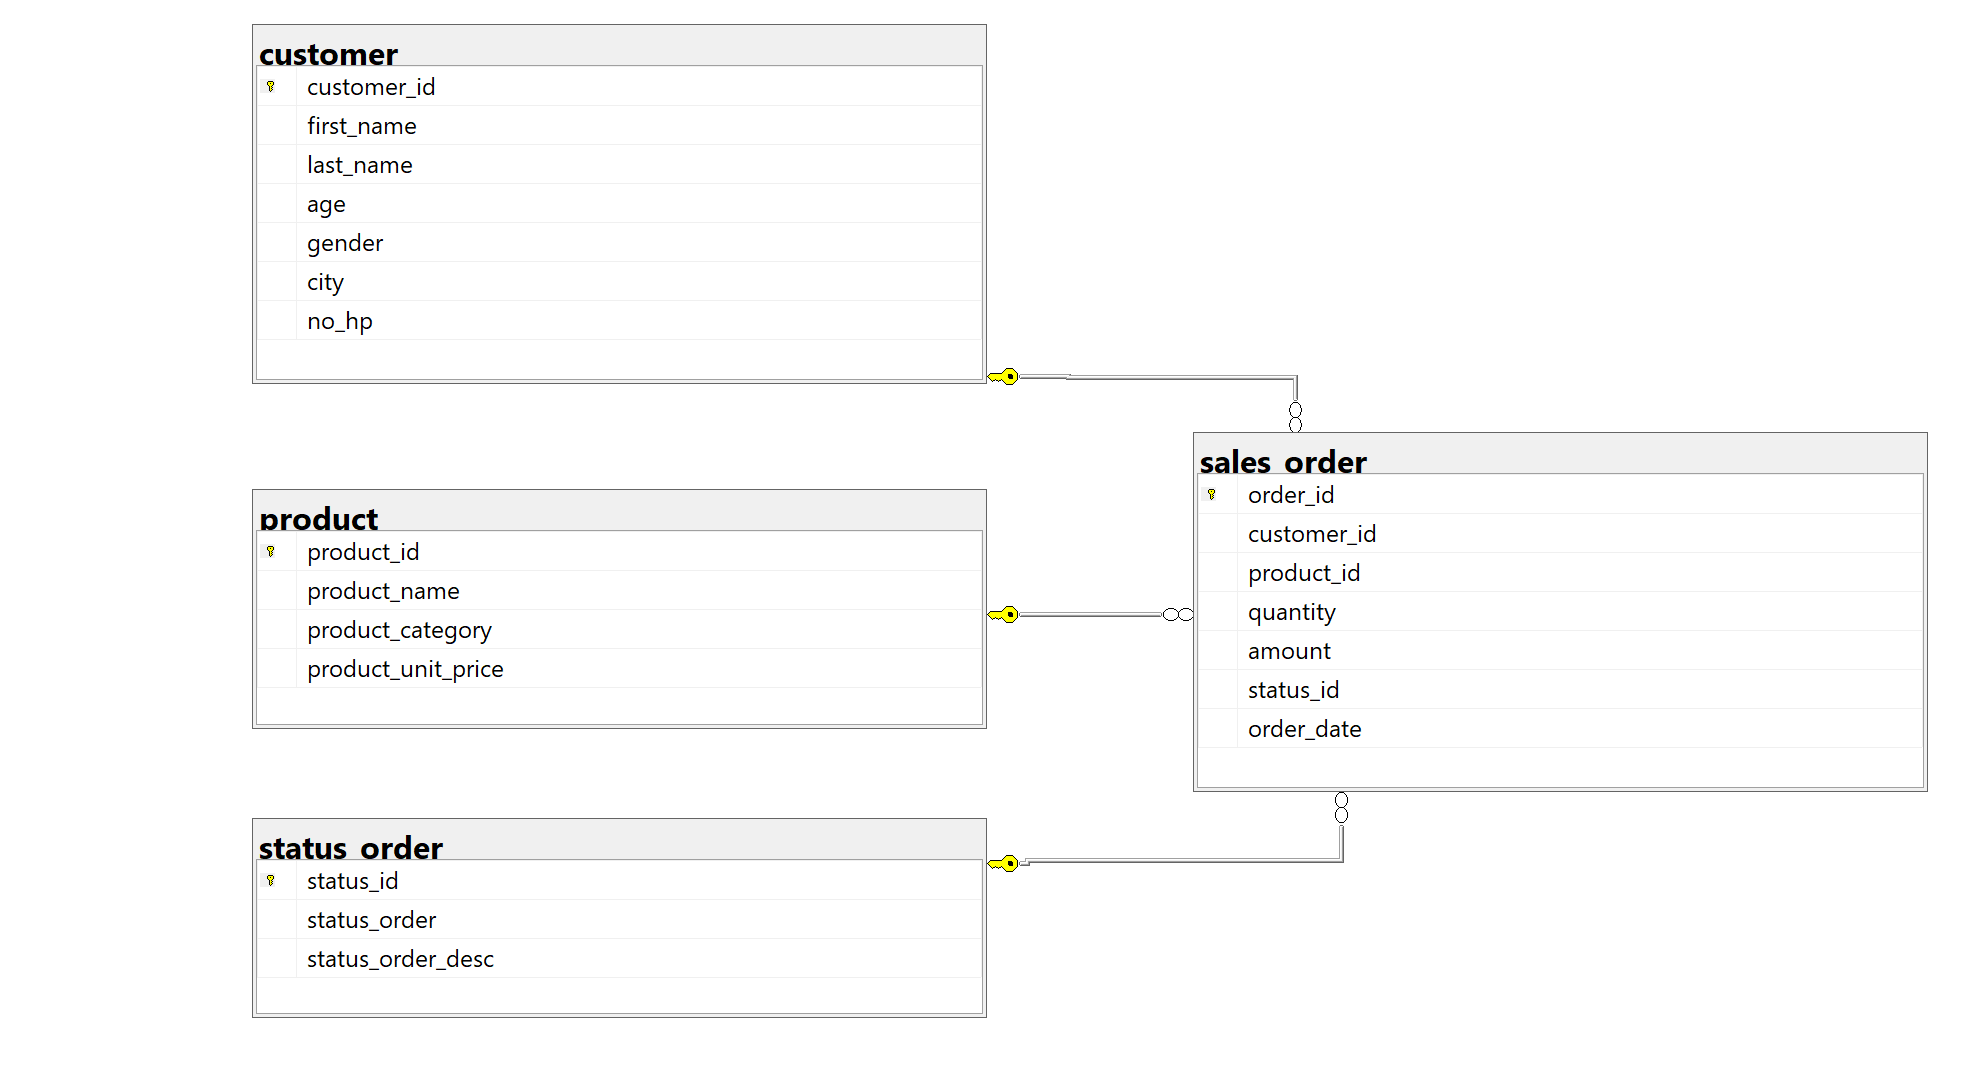 customer
customer_id
first_name
last_name
age
gender
city
no_hp
product
product_id
product_name
product_category
product_unit_price
status_order
status_id
status_order
status_order_desc
sales_order
order_id
customer_id
product_id
quantity
amount
status_id
order_date